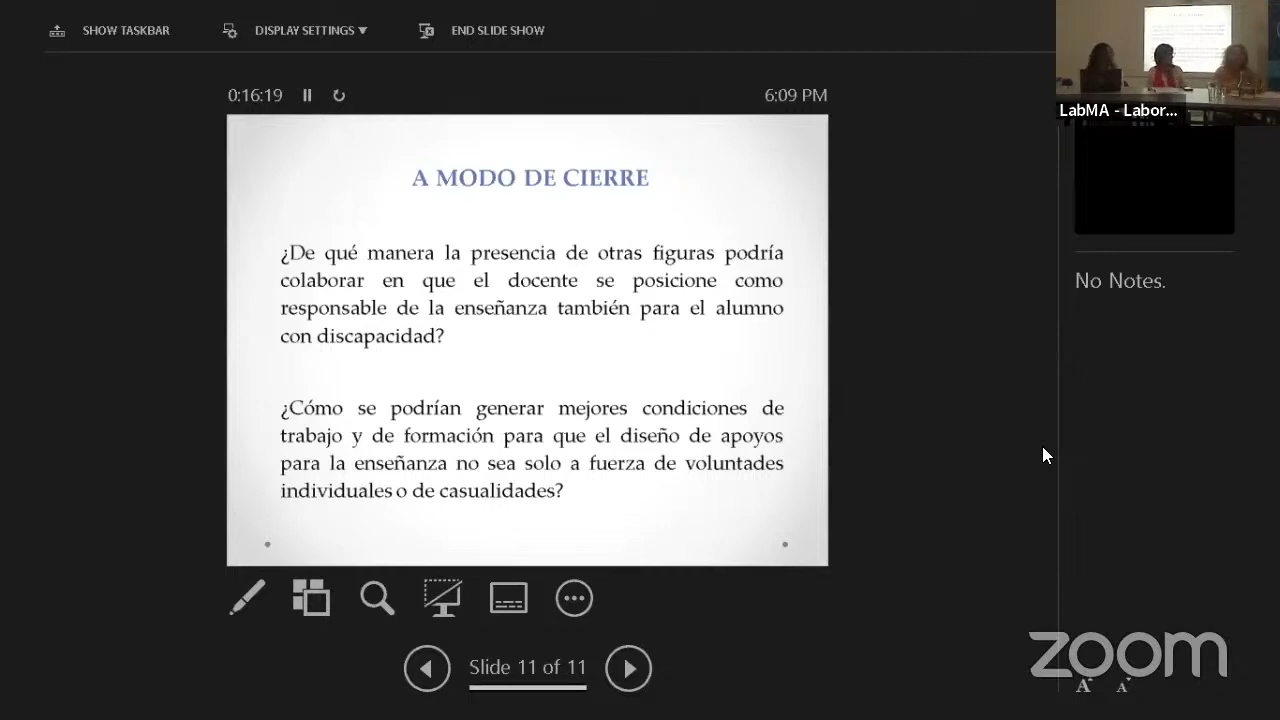 SHOW TASKBAR
DISPLAY SETTINGS
END SLIDE SHOW
LabMA - Labor...
0:16:19
6:09 PM
A MODO DE CIERRE
¿De qué manera la presencia de otras figuras podría
colaborar en que el docente se posicione como
responsable de la enseñanza también para el alumno
con discapacidad?
¿Cómo se podrían generar mejores condiciones de
trabajo y de formación para que el diseño de apoyos
para la enseñanza no sea solo a fuerza de voluntades
individuales o de casualidades?
No Notes.
Slide 11 of 11
zoom
A A